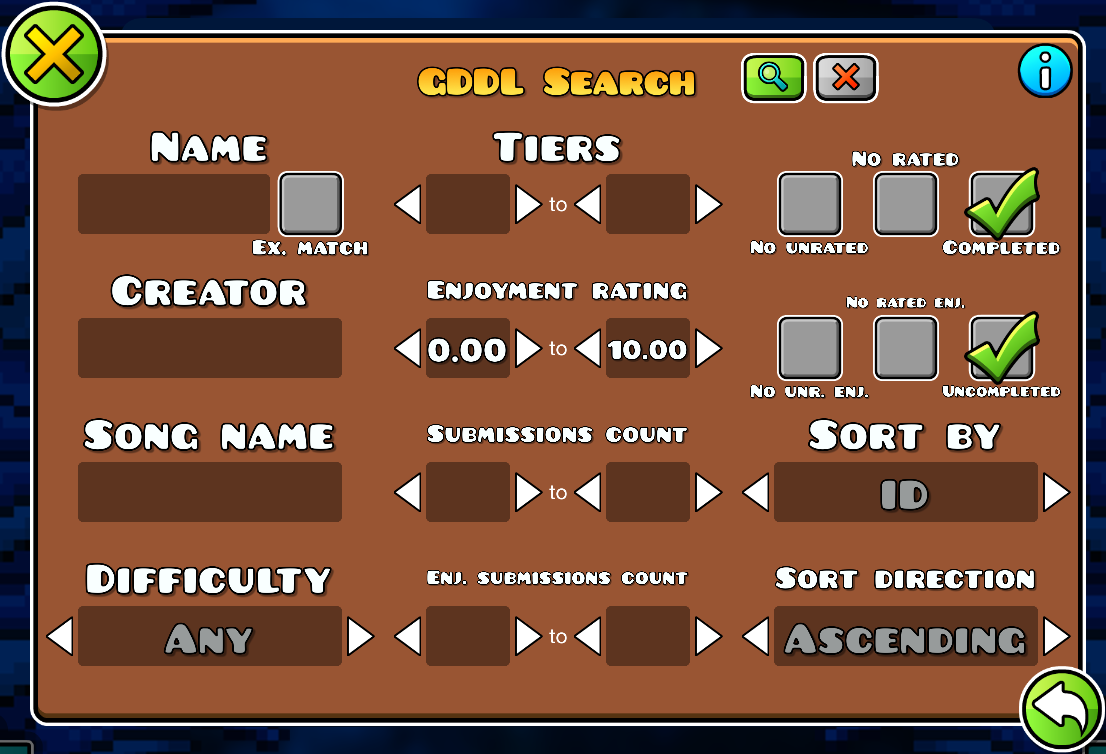 GDDL Search
Name
Tiers
No rated
to
Ex. match
No unrated
Completed
Creator
Enjoyment rating
No rated enj.
0.00 to 10.00
No unr. enj.
Uncompleted
Song name
Submissions count
Sort by
to
ID
Difficulty
Enj. submissions count
Sort direction
Any
to
Ascending